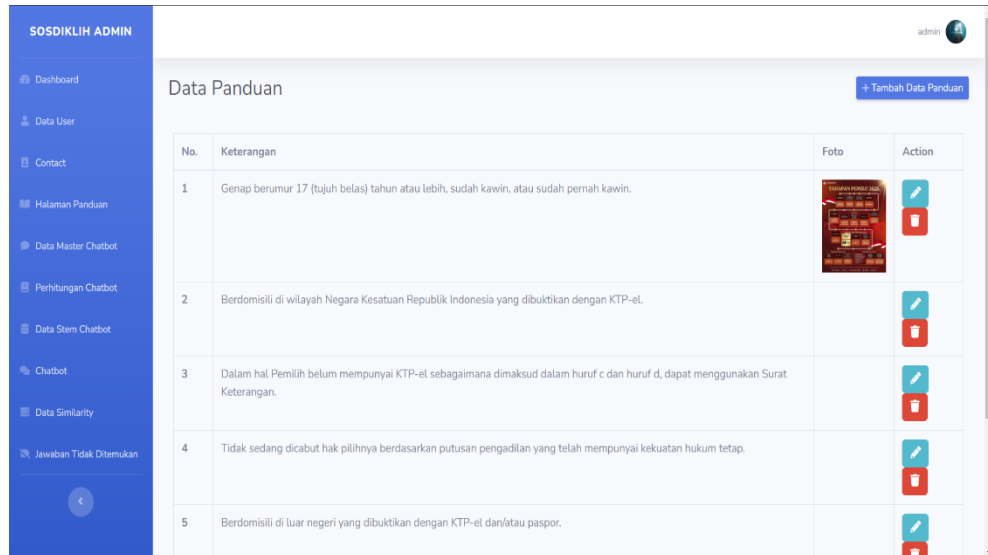 SOSDIKLIH ADMIN
admin
Dashboard
Data User
Contact
Halaman Panduan
Data Master Chatbot
Perhitungan Chatbot
Data Stem Chatbot
Chatbot
Data Similarity
Jawaban Tidak Ditemukan
Data Panduan
+ Tambah Data Panduan
No. Keterangan Foto Action
1 Genap berumur 17 (tujuh belas) tahun atau lebih, sudah kawin, atau sudah pernah kawin.
TAHAPAN PEMILU 2024
2 Berdomisili di wilayah Negara Kesatuan Republik Indonesia yang dibuktikan dengan KTP-el.
3 Dalam hal Pemilih belum mempunyai KTP-el sebagaimana dimaksud dalam huruf c dan huruf d, dapat menggunakan Surat
Keterangan.
4 Tidak sedang dicabut hak pilihnya berdasarkan putusan pengadilan yang telah mempunyai kekuatan hukum tetap.
5 Berdomisili di luar negeri yang dibuktikan dengan KTP-el dan/atau paspor.